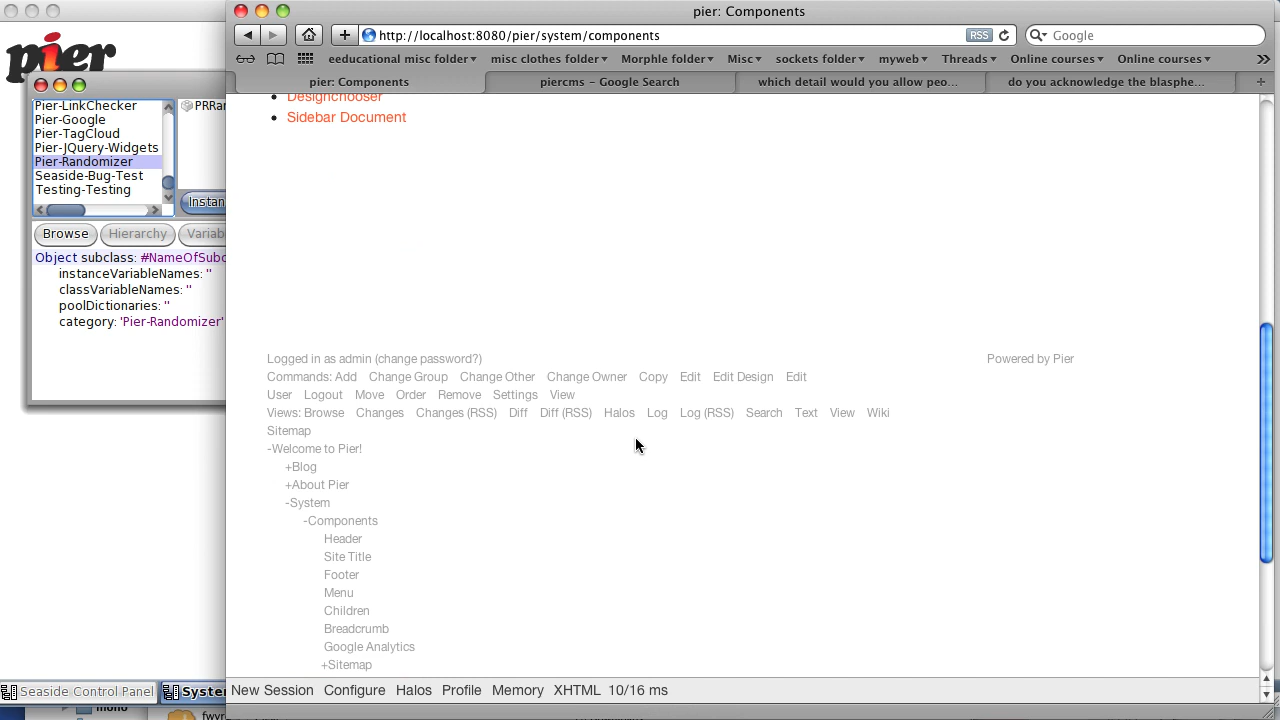 pier: Components
http://localhost:8080/pier/system/components
RSS
Google
eeducational misc folder
misc clothes folder
Morphle folder
Misc
sockets folder
myweb
Threads
Online courses
Online courses
pier: Components
piercms – Google Search
which detail would you allow peo...
do you acknowledge the blasphe...
pier
Pier-LinkChecker
Pier-Google
Pier-TagCloud
Pier-JQuery-Widgets
Pier-Randomizer
Seaside-Bug-Test
Testing-Testing
PRRan
Instan
Browse
Hierarchy
Variab
Object subclass: #NameOfSubc
instanceVariableNames: ''
classVariableNames: ''
poolDictionaries: ''
category: 'Pier-Randomizer'
Designchooser
Sidebar Document
Logged in as admin (change password?)
Powered by Pier
Commands: Add Change Group Change Other Change Owner Copy Edit Edit Design Edit
User Logout Move Order Remove Settings View
Views: Browse Changes Changes (RSS) Diff Diff (RSS) Halos Log Log (RSS) Search Text View Wiki
Sitemap
-Welcome to Pier!
+Blog
+About Pier
-System
-Components
Header
Site Title
Footer
Menu
Children
Breadcrumb
Google Analytics
+Sitemap
New Session Configure Halos Profile Memory XHTML 10/16 ms
Seaside Control Panel
Syste
mono